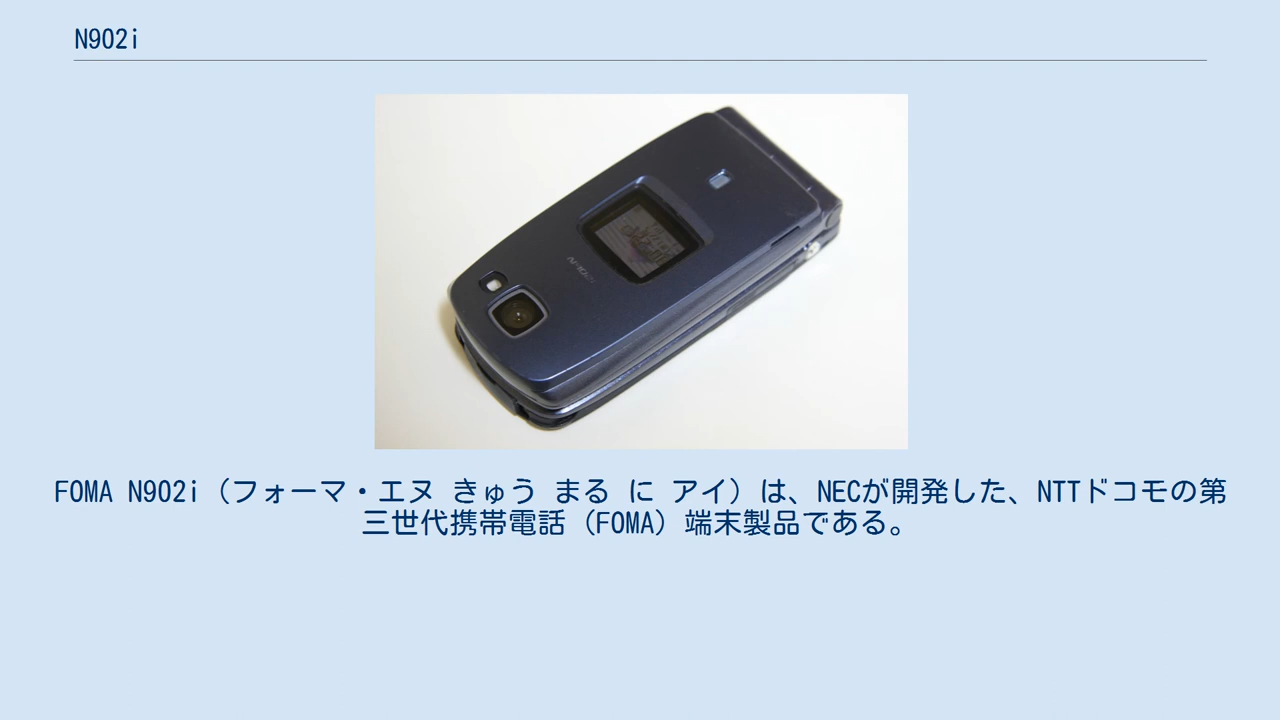 N902i
FOMA N902i（フォーマ・エヌ きゅう まる に アイ）は、NECが開発した、NTTドコモの第
三世代携帯電話（FOMA）端末製品である。